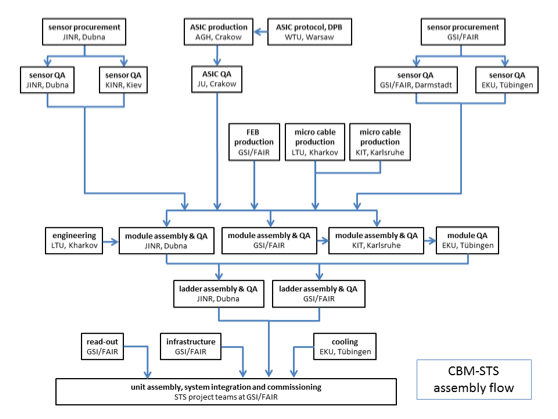 sensor procurement
JINR, Dubna
ASIC production
AGH, Crakow
ASIC protocol, DPB
WTU, Warsaw
sensor procurement
GSI/FAIR
sensor QA
JINR, Dubna
sensor QA
KINR, Kiev
ASIC QA
JU, Crakow
sensor QA
GSI/FAIR, Darmstadt
sensor QA
EKU, Tübingen
FEB
production
GSI/FAIR
micro cable
production
LTU, Kharkov
micro cable
production
KIT, Karlsruhe
engineering
LTU, Kharkov
module assembly & QA
JINR, Dubna
module assembly & QA
GSI/FAIR
module assembly & QA
KIT, Karlsruhe
module QA
EKU, Tübingen
ladder assembly & QA
JINR, Dubna
ladder assembly & QA
GSI/FAIR
read-out
GSI/FAIR
infrastructure
GSI/FAIR
cooling
EKU, Tübingen
unit assembly, system integration and commissioning
STS project teams at GSI/FAIR
CBM-STS
assembly flow